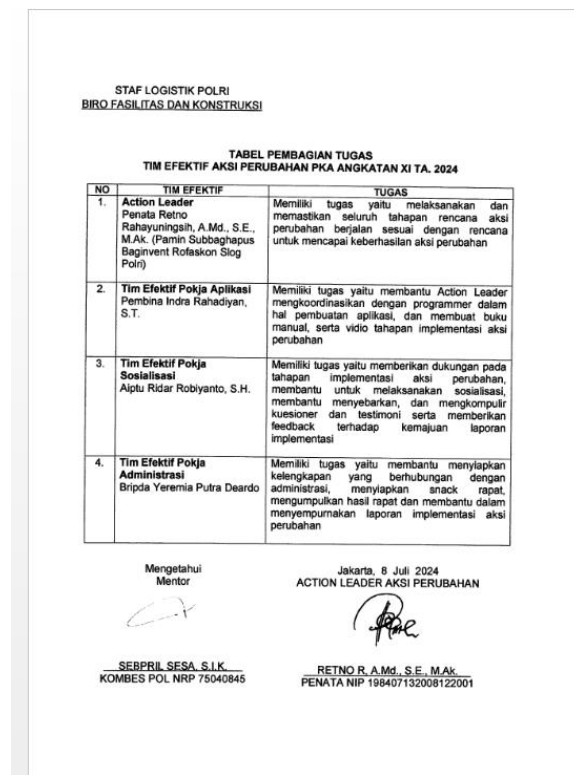 STAF LOGISTIK POLRI
BIRO FASILITAS DAN KONSTRUKSI
TABEL PEMBAGIAN TUGAS
TIM EFEKTIF AKSI PERUBAHAN PKA ANGKATAN XI TA. 2024
NO TIM EFEKTIF TUGAS
1. Action Leader
Penata Retno
Rahayuningsih, A.Md., S.E.,
M.Ak. (Pamin Subbaghapus
Baginvent Rofaskon Slog
Polri)
Memiliki tugas yaitu melaksanakan dan
memastikan seluruh tahapan rencana aksi
perubahan berjalan sesuai dengan rencana
untuk mencapai keberhasilan aksi perubahan
2. Tim Efektif Pokja Aplikasi
Pembina Indra Rahadiyan,
S.T.
Memiliki tugas yaitu membantu Action Leader
mengkoordinasikan dengan programmer dalam
hal pembuatan aplikasi, dan membuat buku
manual, serta vidio tahapan implementasi aksi
perubahan
3. Tim Efektif Pokja
Sosialisasi
Aiptu Ridar Robiyanto, S.H.
Memiliki tugas yaitu memberikan dukungan pada
tahapan implementasi aksi perubahan,
membantu untuk melaksanakan sosialisasi,
membantu menyebarkan, dan mengkompulir
kuesioner dan testimoni serta memberikan
feedback terhadap kemajuan laporan
implementasi
4. Tim Efektif Pokja
Administrasi
Bripda Yeremia Putra Deardo
Memiliki tugas yaitu membantu menyiapkan
kelengkapan yang berhubungan dengan
administrasi, menyiapkan snack rapat,
mengumpulkan hasil rapat dan membantu dalam
menyempurnakan laporan implementasi aksi
perubahan
Mengetahui
Mentor
SEBPRIL SESA, S.I.K.
KOMBES POL NRP 75040845
Jakarta, 8 Juli 2024
ACTION LEADER AKSI PERUBAHAN
RETNO R, A.Md., S.E., M.Ak.
PENATA NIP 198407132008122001